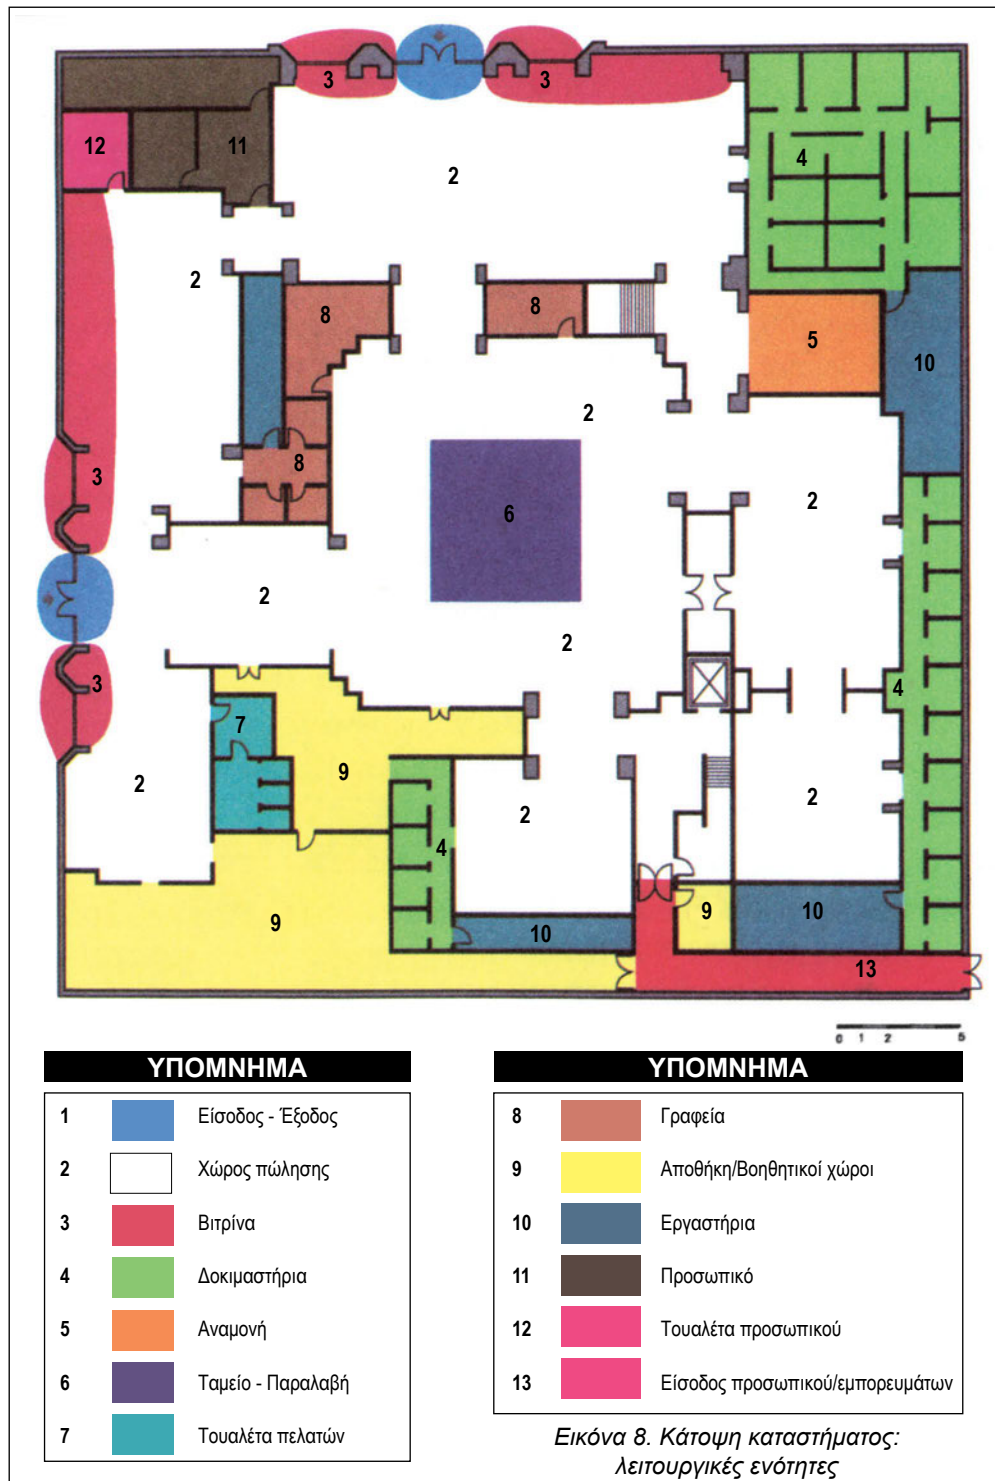 3
3
12
11
4
2
2
8
8
5
10
2
3
8
2
6
2
2
3
4
7
9
2
2
2
4
9
10
9
10
13
0 1 2 5
ΥΠΟΜΝΗΜΑ
1 Είσοδος - Έξοδος
2 Χώρος πώλησης
3 Βιτρίνα
4 Δοκιμαστήρια
5 Αναμονή
6 Ταμείο - Παραλαβή
7 Τουαλέτα πελατών
ΥΠΟΜΝΗΜΑ
8 Γραφεία
9 Αποθήκη/Βοηθητικοί χώροι
10 Εργαστήρια
11 Προσωπικό
12 Τουαλέτα προσωπικού
13 Είσοδος προσωπικού/εμπορευμάτων
Εικόνα 8. Κάτοψη καταστήματος:
λειτουργικές ενότητες